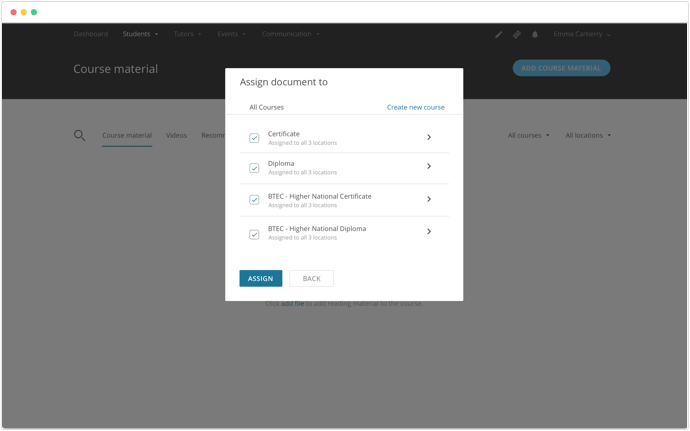 Dashboard Students Tutors Events Communication Emma Carberry
Course material
ADD COURSE MATERIAL
Assign document to
All Courses Create new course
Course material Videos All courses All locations
Certificate
Assigned to all 3 locations
Diploma
Assigned to all 3 locations
BTEC - Higher National Certificate
Assigned to all 3 locations
BTEC - Higher National Diploma
Assigned to all 3 locations
ASSIGN BACK
Click add file to add reading material to the course.